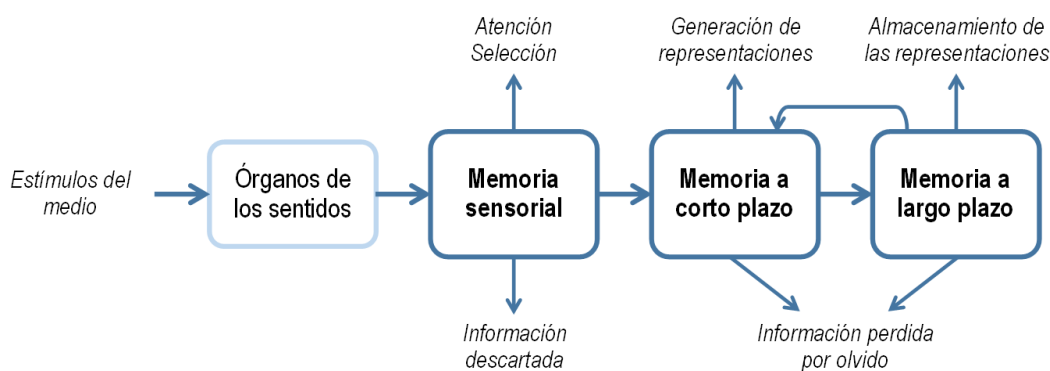 Atención
Selección
Generación de
representaciones
Almacenamiento de
las representaciones
Estímulos del
medio
Órganos de
los sentidos
Memoria
sensorial
Memoria a
corto plazo
Memoria a
largo plazo
Información
descartada
Información perdida
por olvido